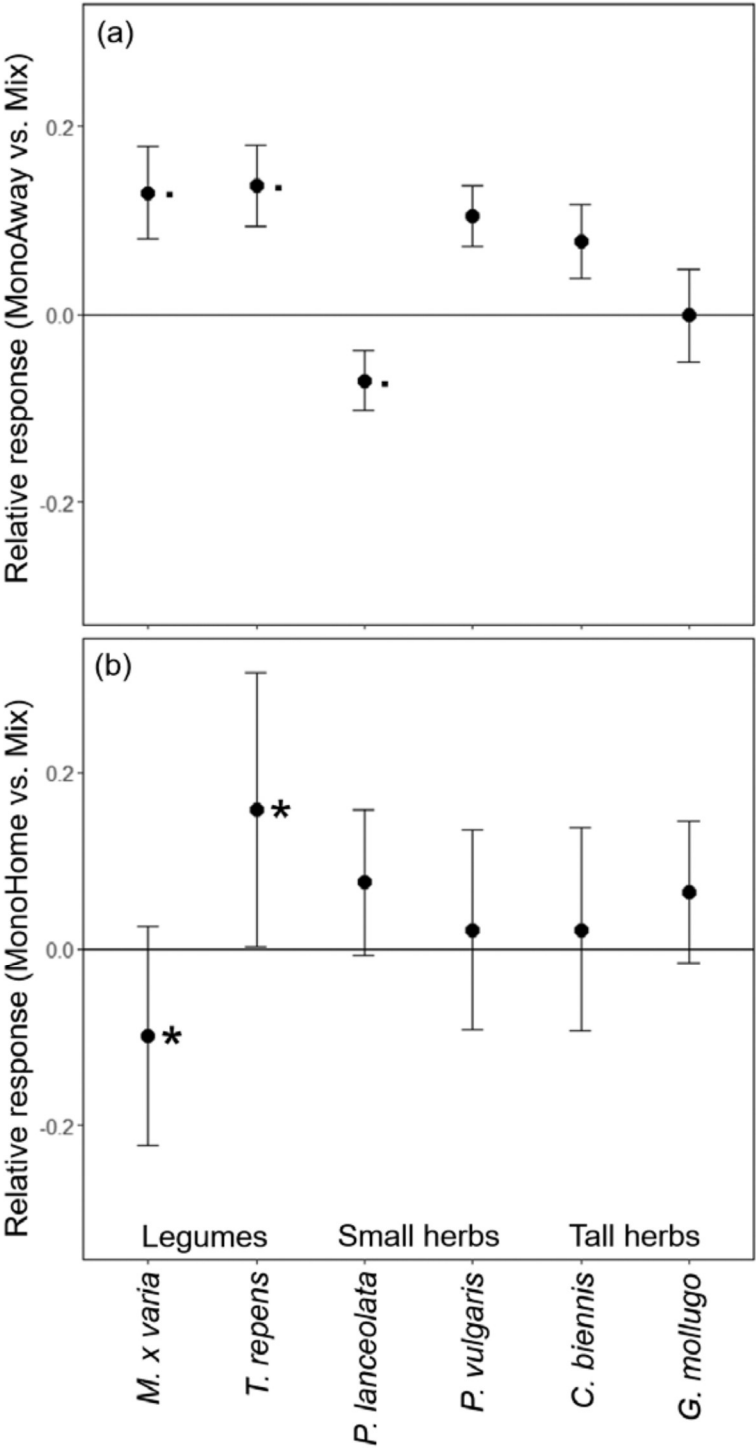 (a)
Relative response (MonoAway vs. Mix)
0.2
0.0
-0.2
(b)
Relative response (MonoHome vs. Mix)
0.2
*
*
0.0
-0.2
Legumes Small herbs Tall herbs
M. x varia
T. repens
P. lanceolata
P. vulgaris
C. biennis
G. mollugo